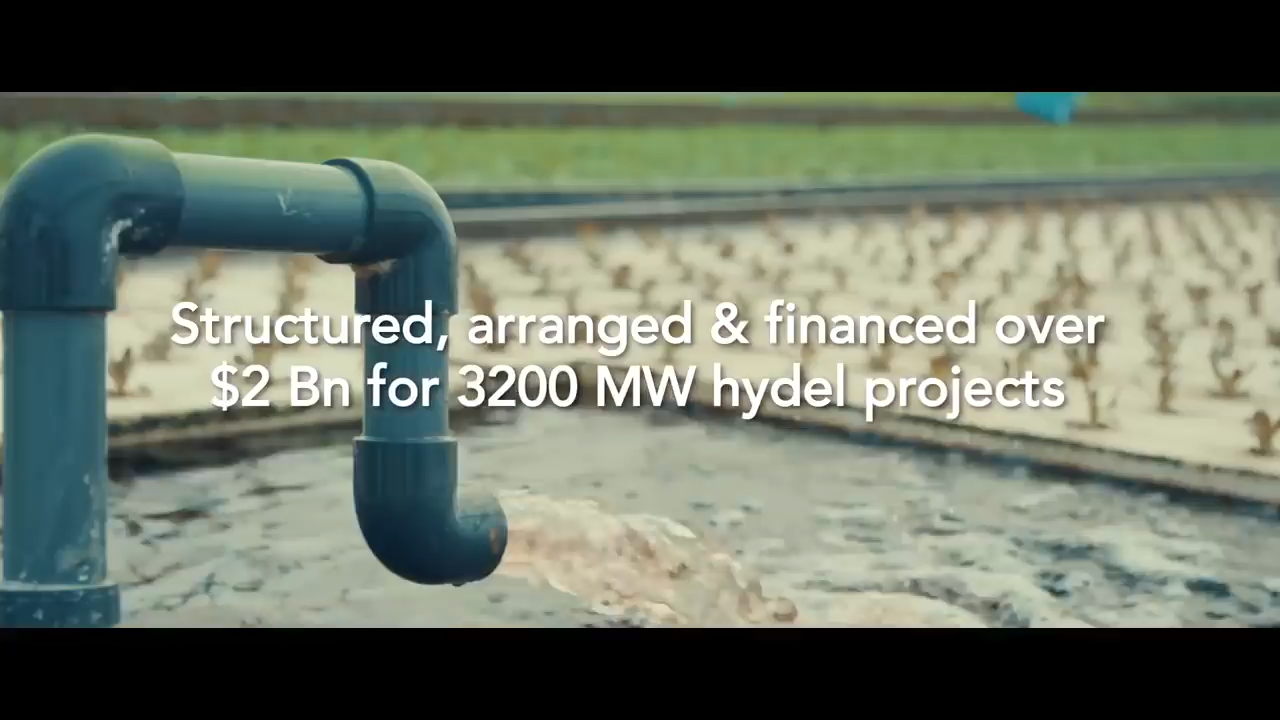 Structured, arranged & financed over
$2 Bn for 3200 MW hydel projects